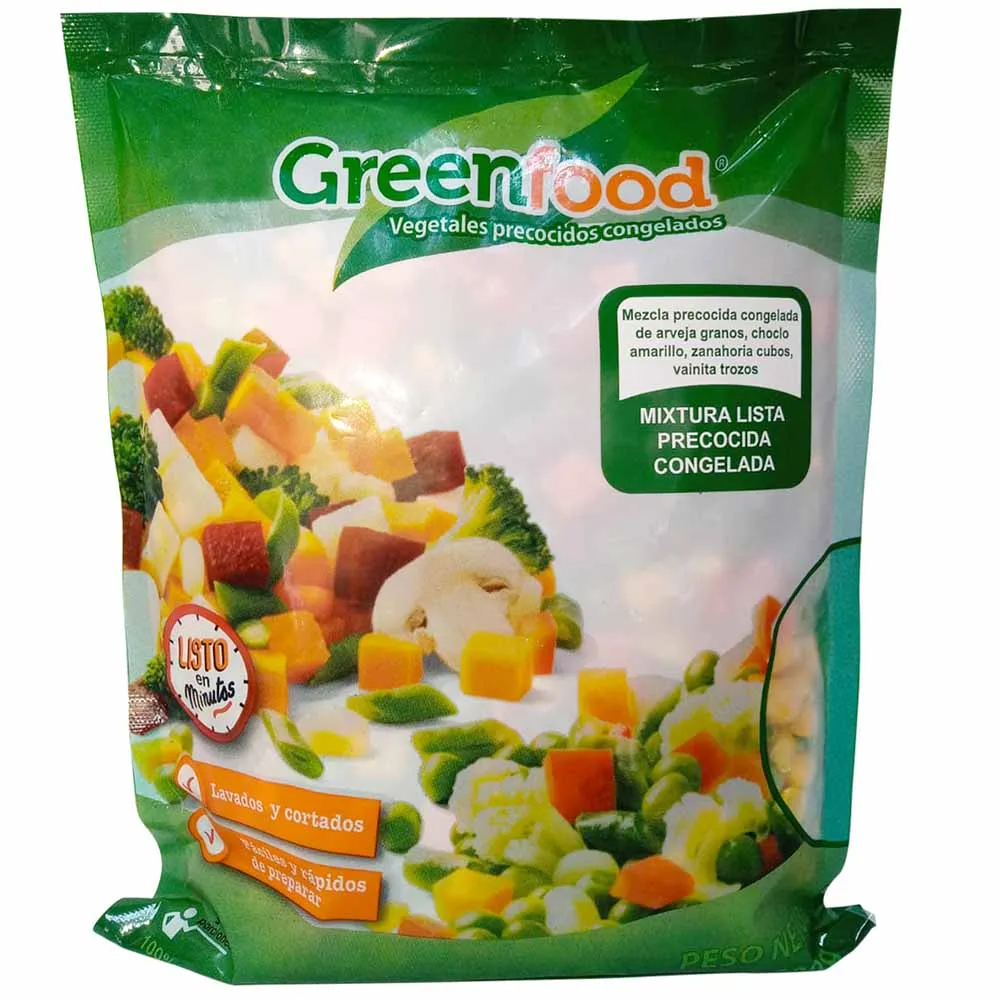 Greenfood®
Vegetales precocidos congelados
Mezcla precocida congelada
de arveja granos, choclo
amarillo, zanahoria cubos,
vainita trozos
MIXTURA LISTA
PRECOCIDA
CONGELADA
LISTO
en
Minutos
Lavados y cortados
Fáciles y rápidos
de preparar
100%
PESO NE